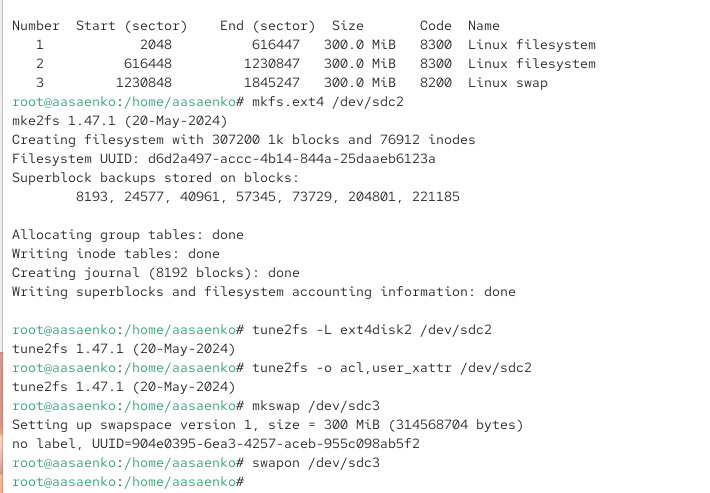 Number  Start (sector)    End (sector)  Size       Code  Name
   1            2048          616447   300.0 MiB   8300  Linux filesystem
   2          616448         1230847   300.0 MiB   8300  Linux filesystem
   3         1230848         1845247   300.0 MiB   8200  Linux swap
root@aasaenko:/home/aasaenko# mkfs.ext4 /dev/sdc2
mke2fs 1.47.1 (20-May-2024)
Creating filesystem with 307200 1k blocks and 76912 inodes
Filesystem UUID: d6d2a497-accc-4b14-844a-25daaeb6123a
Superblock backups stored on blocks:
        8193, 24577, 40961, 57345, 73729, 204801, 221185
Allocating group tables: done
Writing inode tables: done
Creating journal (8192 blocks): done
Writing superblocks and filesystem accounting information: done
root@aasaenko:/home/aasaenko# tune2fs -L ext4disk2 /dev/sdc2
tune2fs 1.47.1 (20-May-2024)
root@aasaenko:/home/aasaenko# tune2fs -o acl,user_xattr /dev/sdc2
tune2fs 1.47.1 (20-May-2024)
root@aasaenko:/home/aasaenko# mkswap /dev/sdc3
Setting up swapspace version 1, size = 300 MiB (314568704 bytes)
no label, UUID=904e0395-6ea3-4257-aceb-955c098ab5f2
root@aasaenko:/home/aasaenko# swapon /dev/sdc3
root@aasaenko:/home/aasaenko#